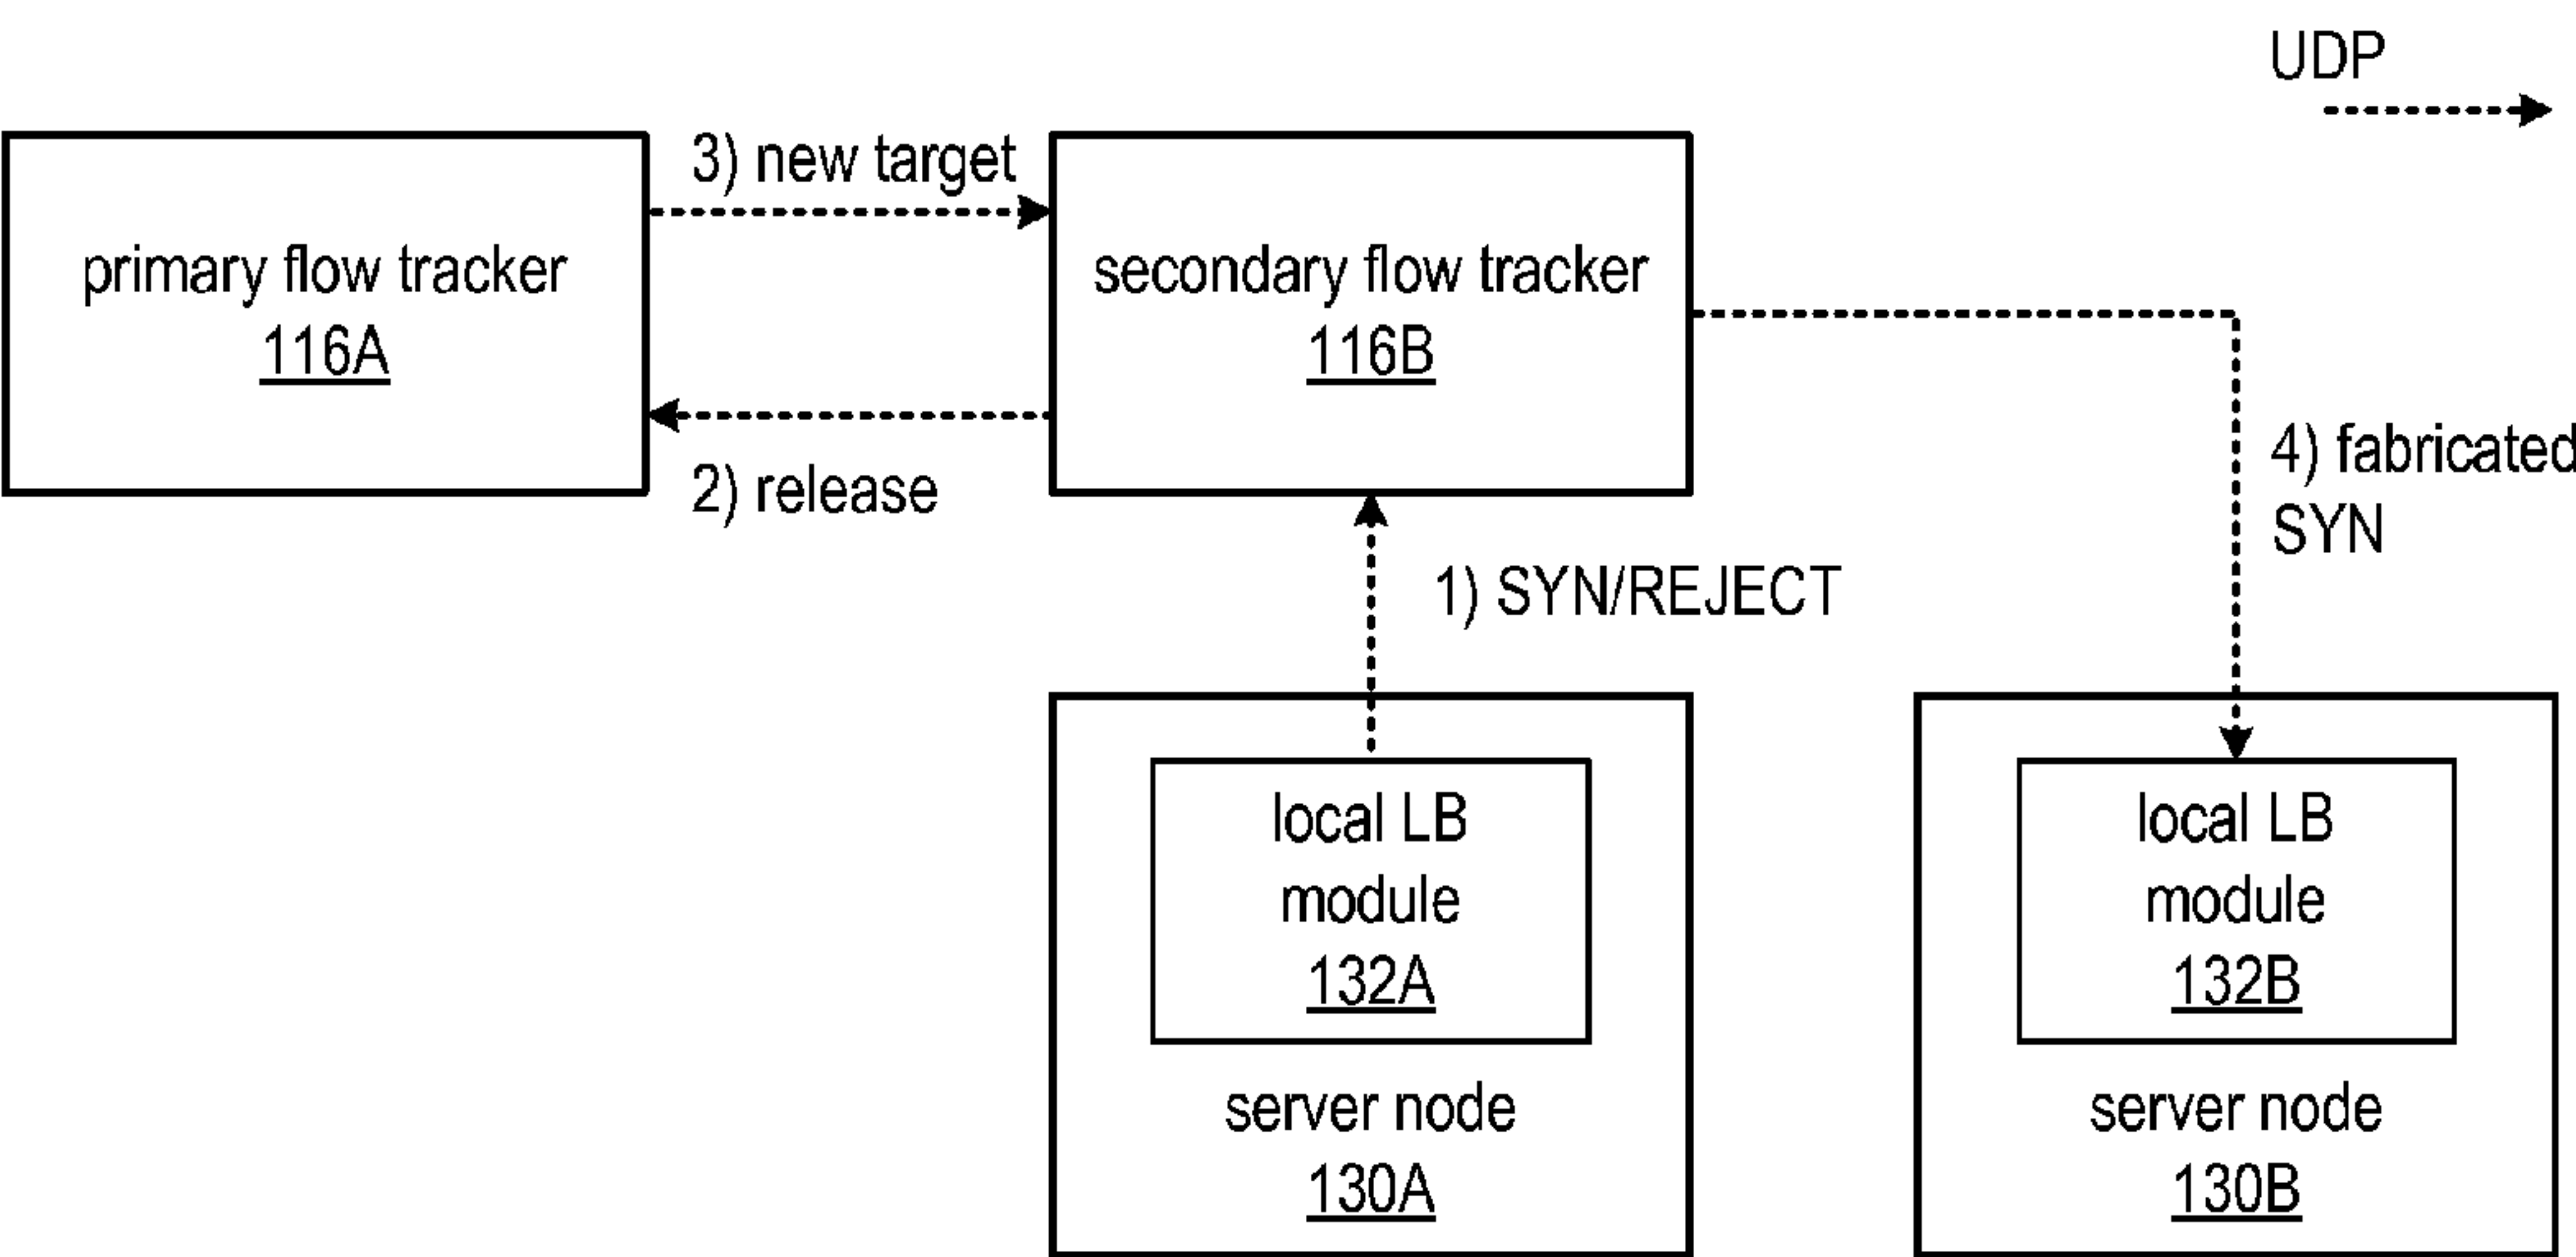 UDP
3) new target
primary flow tracker
116A
secondary flow tracker
116B
2) release
4) fabricated
SYN
1) SYN/REJECT
local LB
module
132A
server node
130A
local LB
module
132B
server node
130B